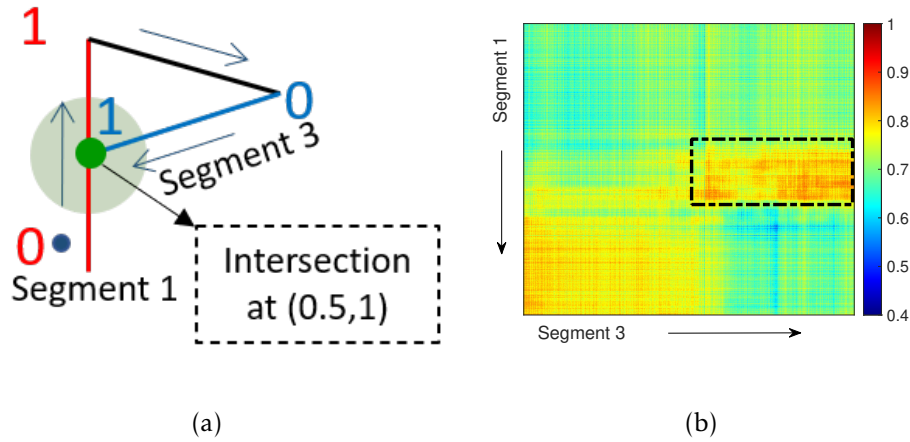 1
0
1
Segment 3
0
Segment 1
Intersection
at (0.5,1)
(a)
Segment 1
Segment 3
1
0.9
0.8
0.7
0.6
0.5
0.4
(b)